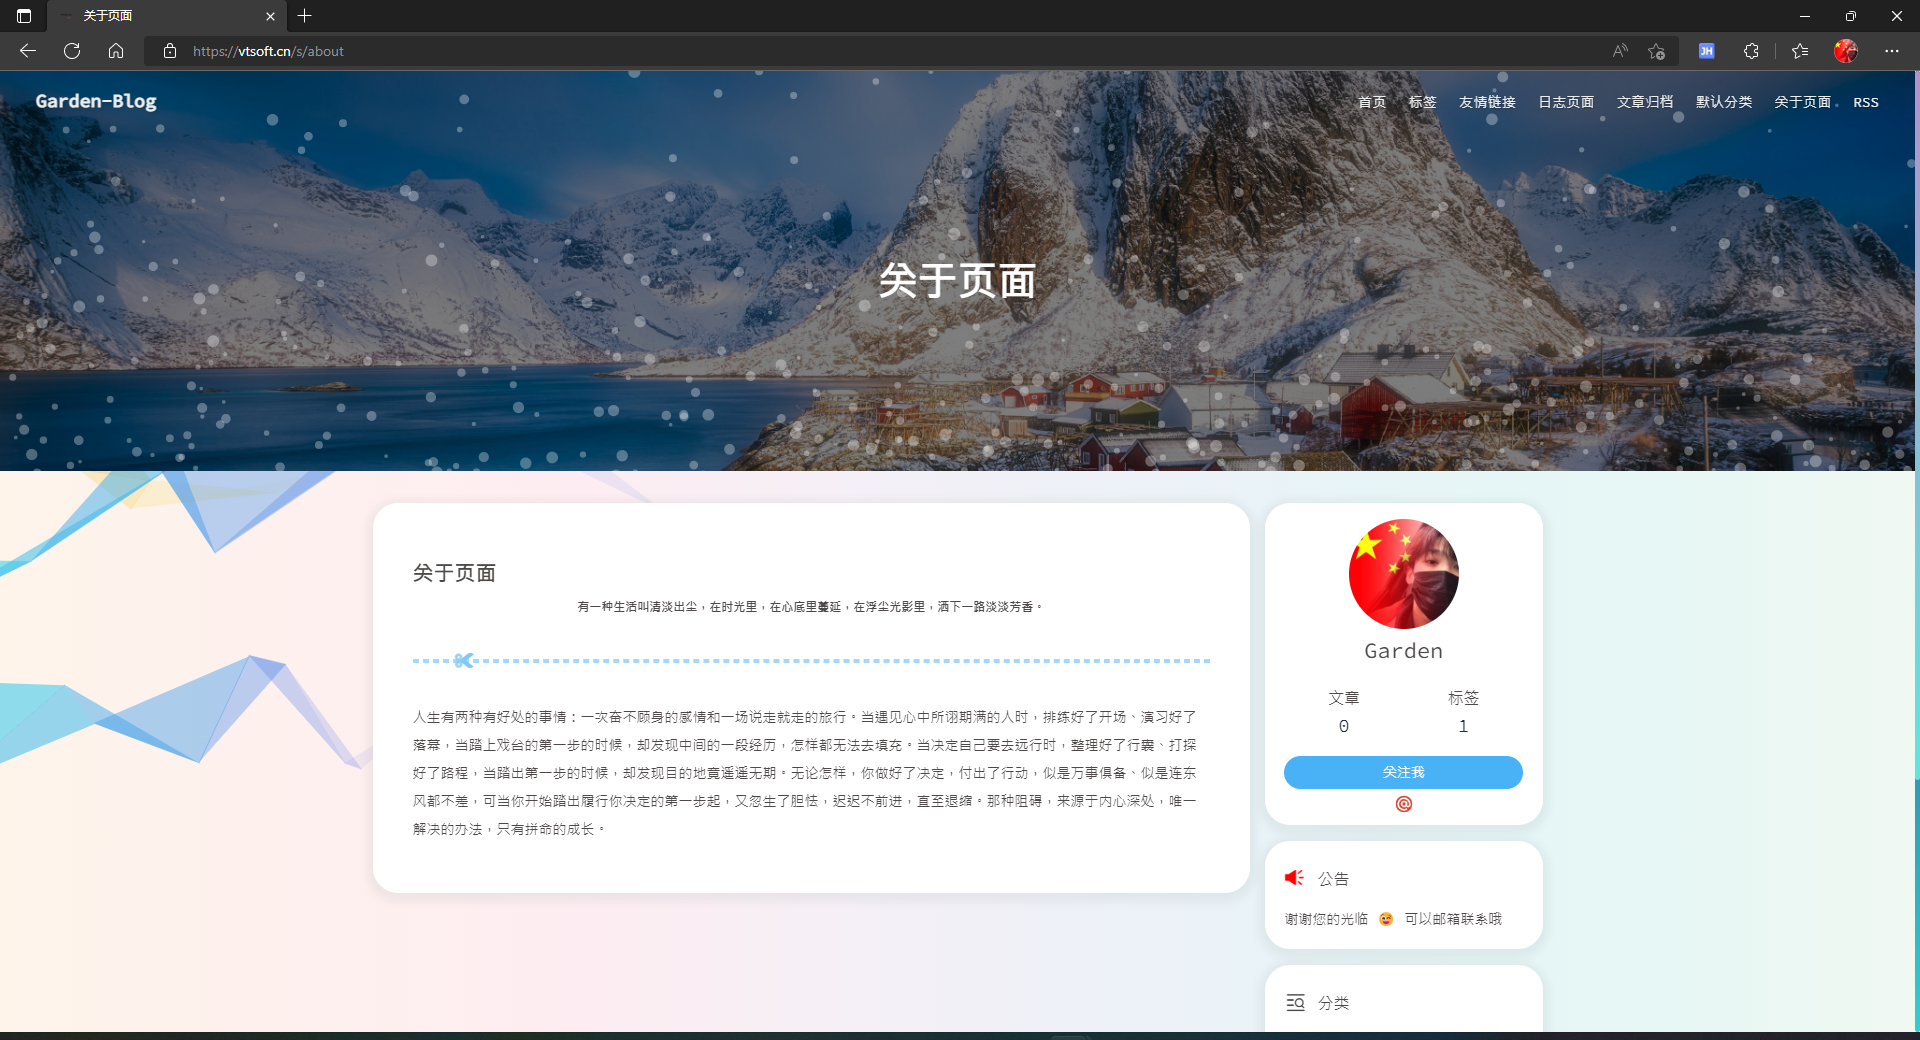 关于页面
https://vtsoft.cn/s/about
JH
Garden-Blog
首页 标签 友情链接 日志页面 文章归档 默认分类 关于页面 RSS
关于页面
关于页面
有一种生活叫清淡出尘，在时光里，在心底里蔓延，在浮尘光影里，洒下一路淡淡芳香。
人生有两种有好处的事情：一次奋不顾身的感情和一场说走就走的旅行。当遇见心中所诩期满的人时，排练好了开场、演习好了
落幕，当踏上戏台的第一步的时候，却发现中间的一段经历，怎样都无法去填充。当决定自己要去远行时，整理好了行裹、打探
好了路程，当踏出第一步的时候，却发现目的地竟遥遥无期。无论怎样，你做好了决定，付出了行动，似是万事俱备、似是连东
风都不差，可当你开始踏出履行你决定的第一步起，又忽生了胆怯，迟迟不前进，直至退缩。那种阻碍，来源于内心深处，唯一
解决的办法，只有拼命的成长。
Garden
文章 标签
0 1
关注我
公告
谢谢您的光临 😊 可以邮箱联系哦
分类